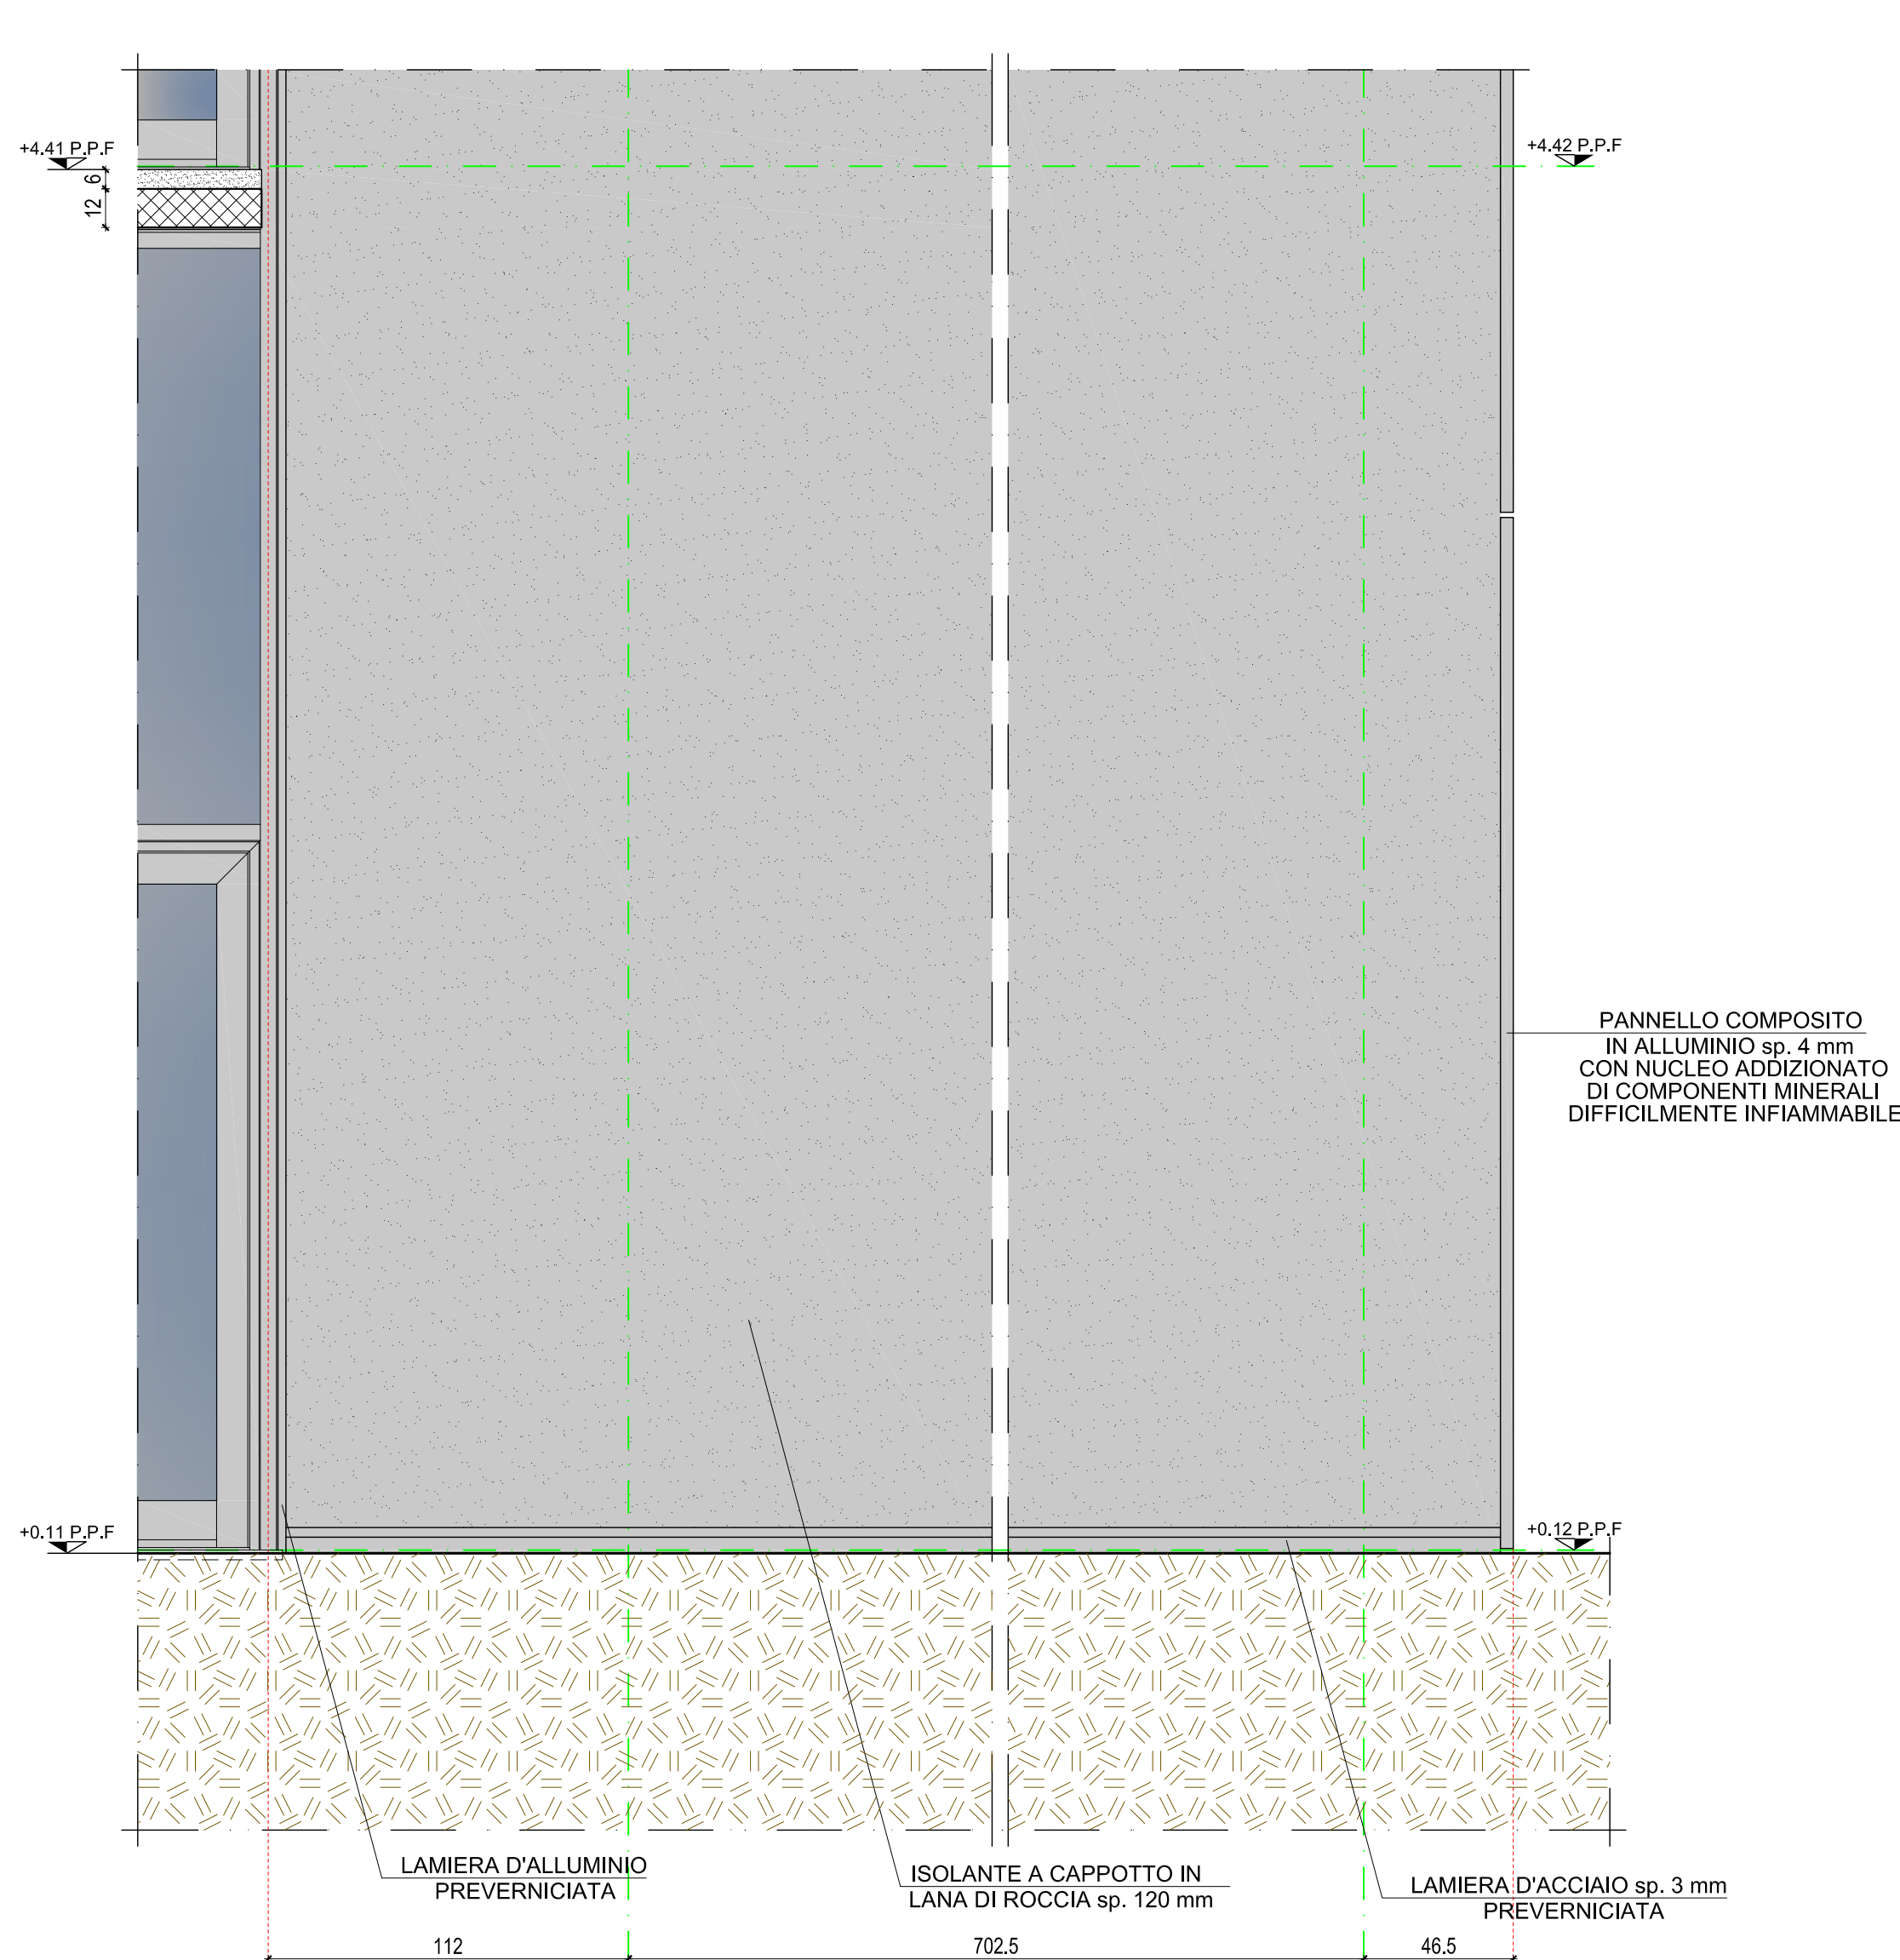 +4.41 P.P.F
+4.42 P.P.F
6
12
PANNELLO COMPOSITO
IN ALLUMINIO sp. 4 mm
CON NUCLEO ADDIZIONATO
DI COMPONENTI MINERALI
DIFFICILMENTE INFIAMMABILE
+0.11 P.P.F
+0.12 P.P.F
LAMIERA D'ALLUMINIO
PREVERNICIATA
ISOLANTE A CAPPOTTO IN
LANA DI ROCCIA sp. 120 mm
LAMIERA D'ACCIAIO sp. 3 mm
PREVERNICIATA
112
702.5
46.5